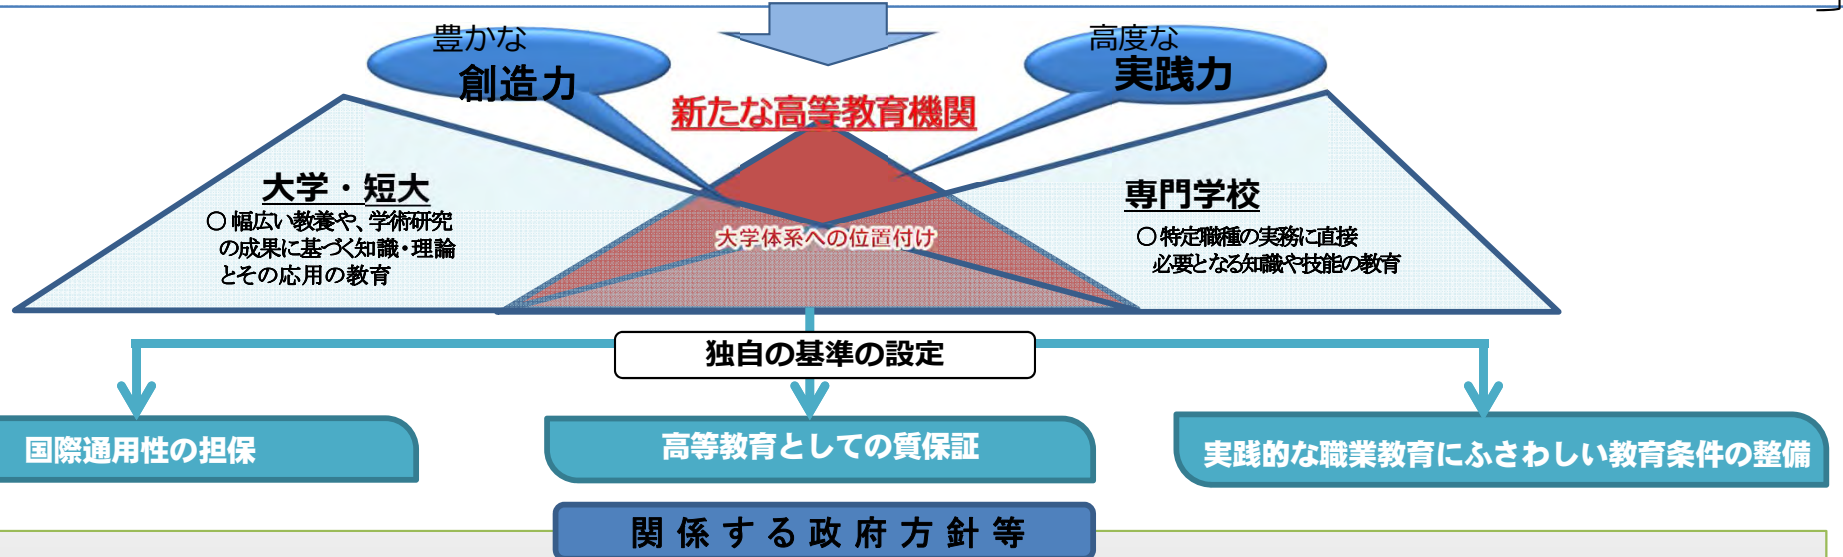 豊かな
創造力
高度な
実践力
新たな高等教育機関
大学・短大
○ 幅広い教養や、学術研究
の成果に基づく知識・理論
とその応用の教育
専門学校
○ 特定職種の実務に直接
必要となる知識や技能の教育
大学体系への位置付け
独自の基準の設定
国際通用性の担保
高等教育としての質保証
実践的な職業教育にふさわしい教育条件の整備
関係する政府方針等